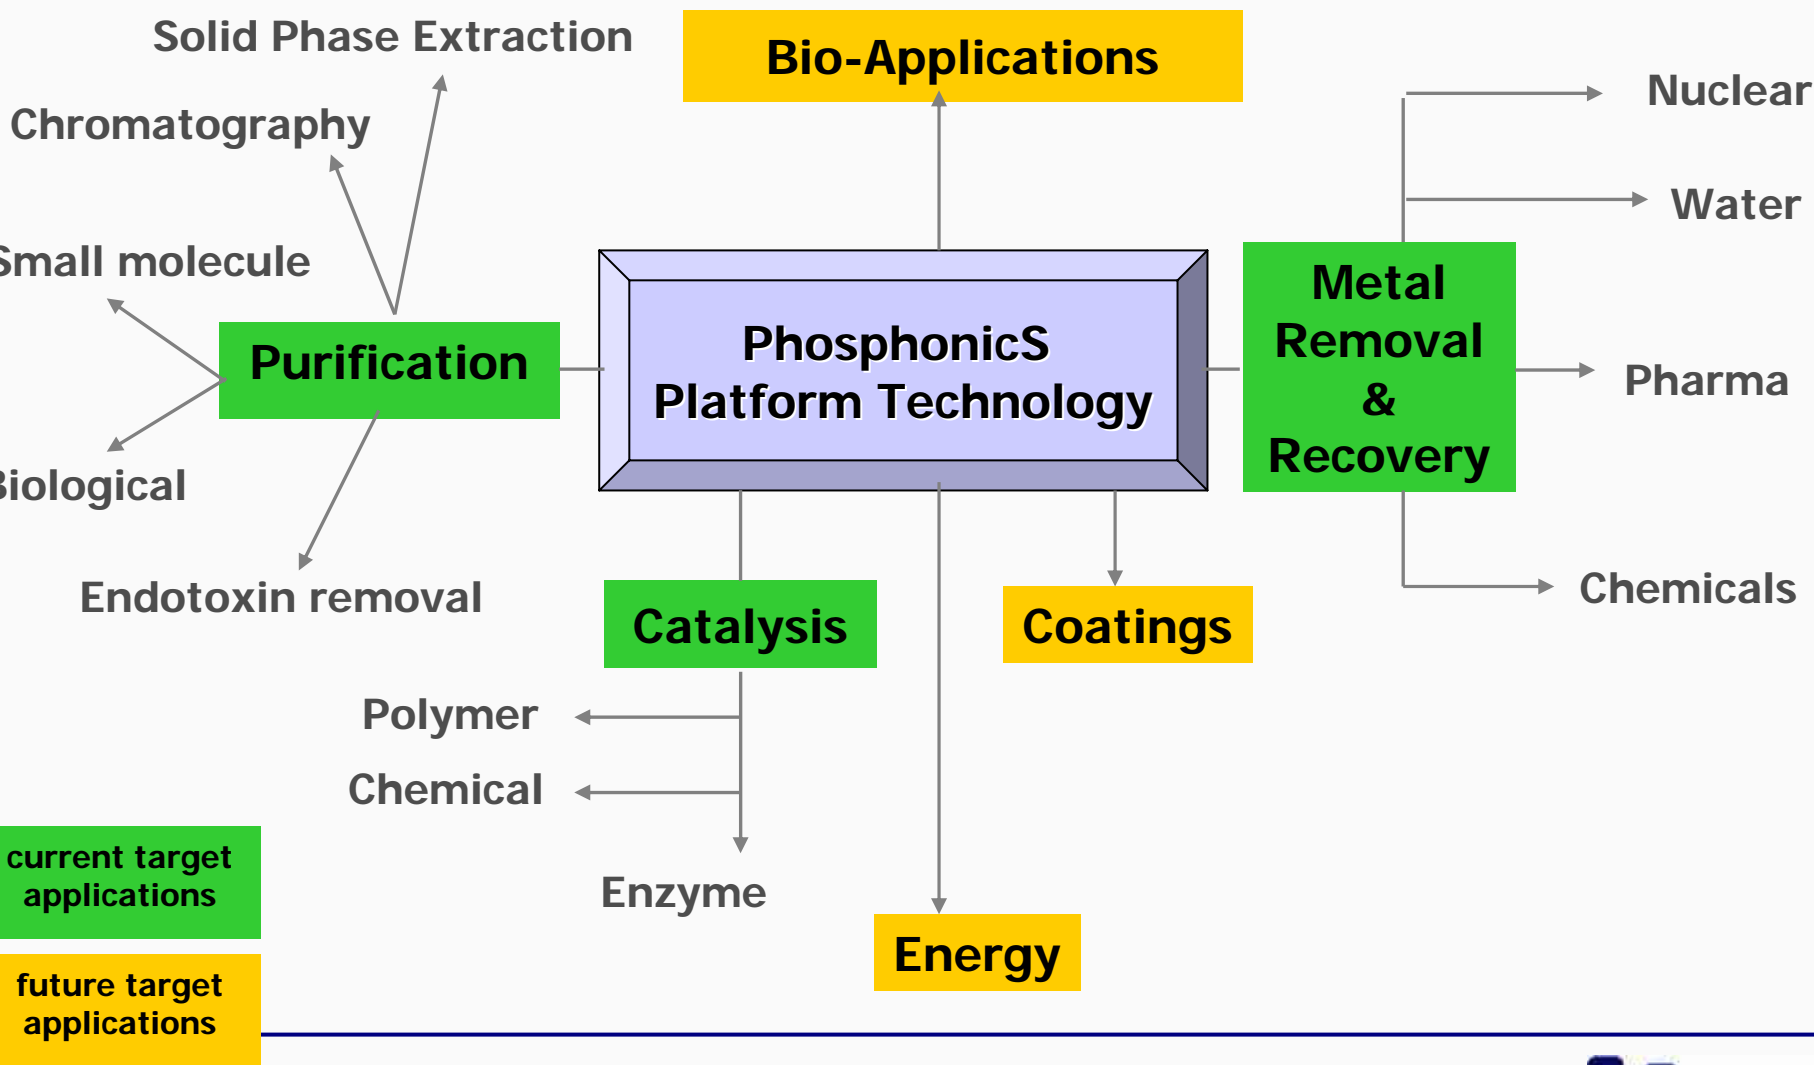 Solid Phase Extraction
Bio-Applications
Nuclear
Chromatography
Water
Small molecule
Metal
Removal
&
Recovery
Purification
PhosphonicS
Platform Technology
Pharma
Biological
Endotoxin removal
Catalysis
Coatings
Chemicals
Polymer
Chemical
Enzyme
Energy
current target
applications
future target
applications